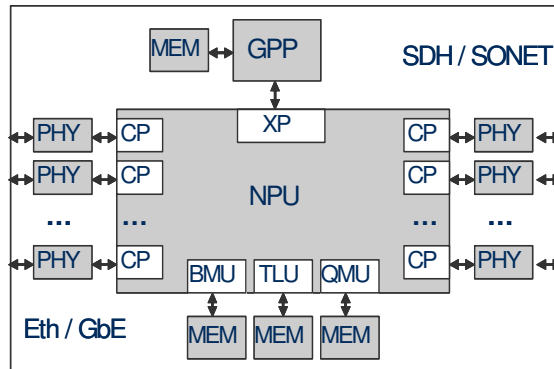 MEM GPP SDH / SONET
XP
PHY CP CP PHY
PHY CP CP PHY
NPU
... ... ... ...
PHY CP CP PHY
BMU TLU QMU
Eth / GbE MEM MEM MEM